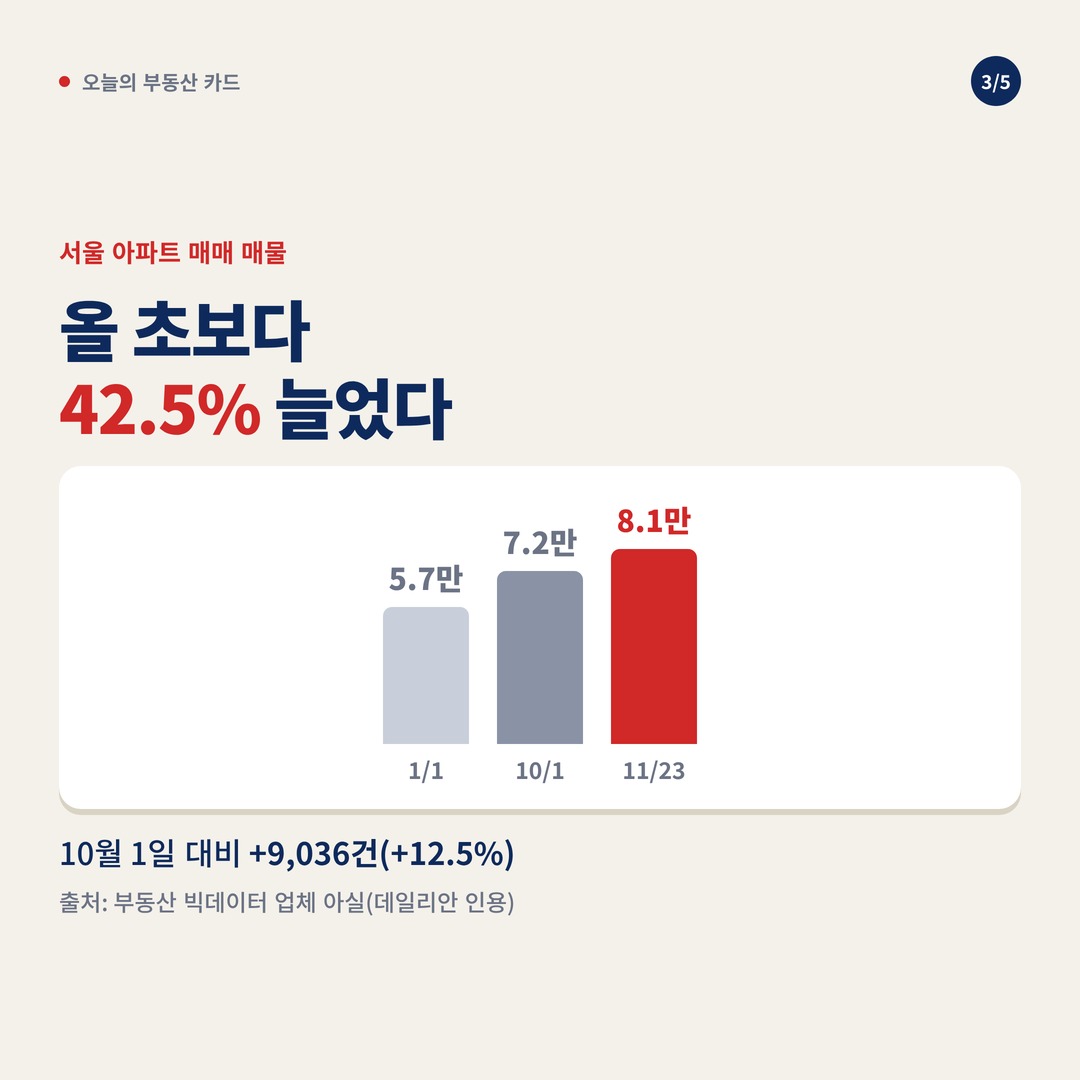 오늘의 부동산 카드
3/5
서울 아파트 매매 매물
올 초보다
42.5% 늘었다
5.7만
7.2만
8.1만
1/1
10/1
11/23
10월 1일 대비 +9,036건(+12.5%)
출처: 부동산 빅데이터 업체 아실(데일리안 인용)